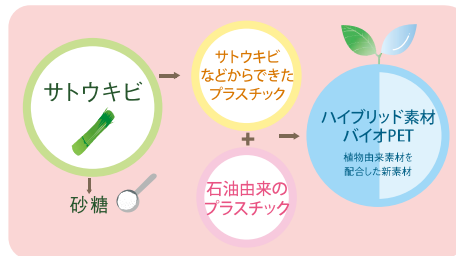 サトウキビ
砂糖
サトウキビ
などからできた
プラスチック
+
石油由来の
プラスチック
ハイブリッド素材
バイオPET
植物由来素材を
配合した新素材